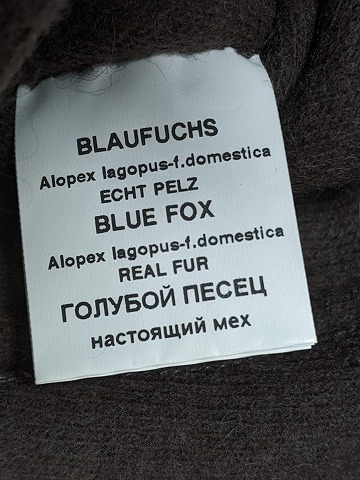 BLAUFUCHS
Alopex lagopus-f.domestica
ECHT PELZ
BLUE FOX
Alopex lagopus-f.domestica
REAL FUR
ГОЛУБОЙ ПЕСЕЦ
настоящий мех